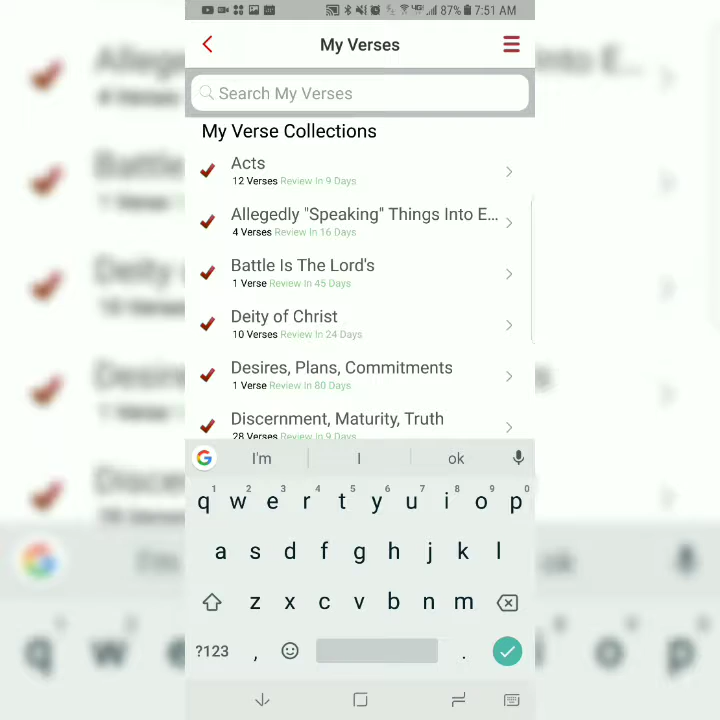 87% 7:51 AM
My Verses
Search My Verses
My Verse Collections
Acts
12 Verses Review In 9 Days
Allegedly "Speaking" Things Into E...
4 Verses Review In 16 Days
Battle Is The Lord's
1 Verse Review In 45 Days
Deity of Christ
10 Verses Review In 24 Days
Desires, Plans, Commitments
1 Verse Review In 80 Days
Discernment, Maturity, Truth
28 Verses Review In 9 Days
I'm I ok
1 2 3 4 5 6 7 8 9 0
q w e r t y u i o p
a s d f g h j k l
z x c v b n m
?123 , .